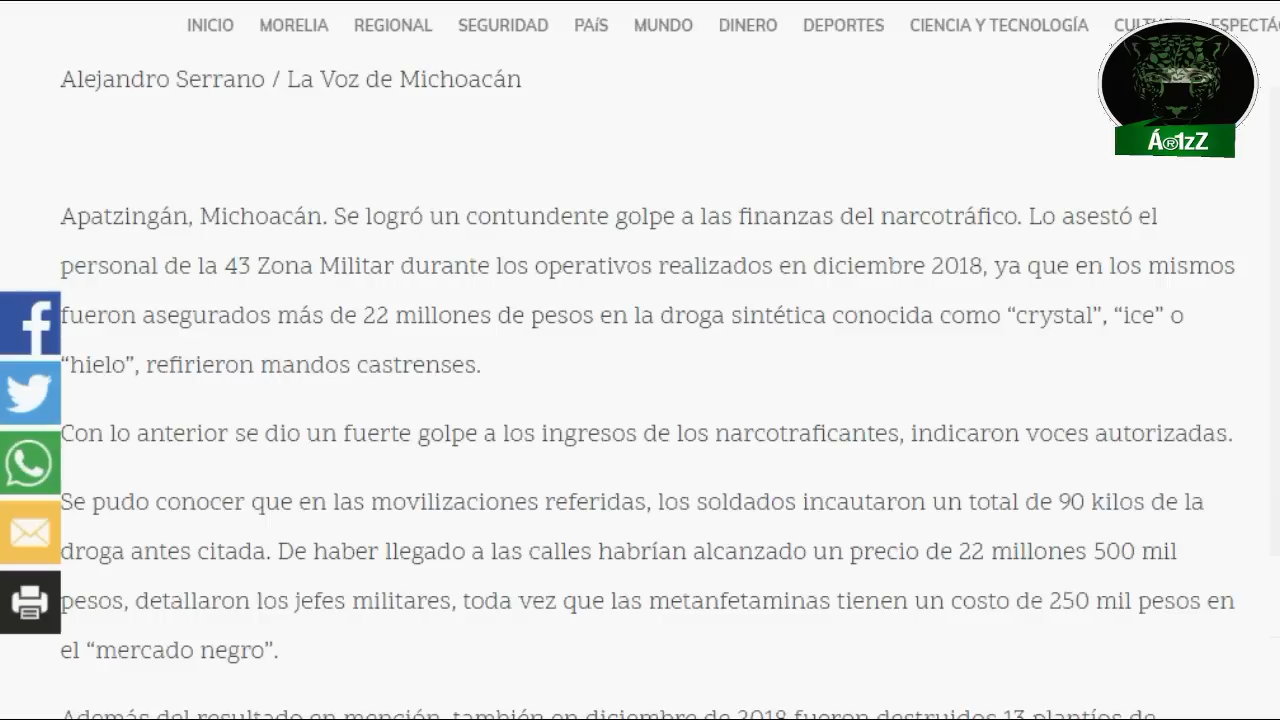 INICIO MORELIA REGIONAL SEGURIDAD PAíS MUNDO DINERO DEPORTES CIENCIA Y TECNOLOGÍA
Alejandro Serrano / La Voz de Michoacán
Á®1zZ
Apatzingán, Michoacán. Se logró un contundente golpe a las finanzas del narcotráfico. Lo asestó el
personal de la 43 Zona Militar durante los operativos realizados en diciembre 2018, ya que en los mismos
fueron asegurados más de 22 millones de pesos en la droga sintética conocida como “crystal”, “ice” o
“hielo”, refirieron mandos castrenses.
Con lo anterior se dio un fuerte golpe a los ingresos de los narcotraficantes, indicaron voces autorizadas.
Se pudo conocer que en las movilizaciones referidas, los soldados incautaron un total de 90 kilos de la
droga antes citada. De haber llegado a las calles habrían alcanzado un precio de 22 millones 500 mil
pesos, detallaron los jefes militares, toda vez que las metanfetaminas tienen un costo de 250 mil pesos en
el “mercado negro”.
Además del resultado en mención, también en diciembre de 2018 fueron destruidos 13 plantíos de